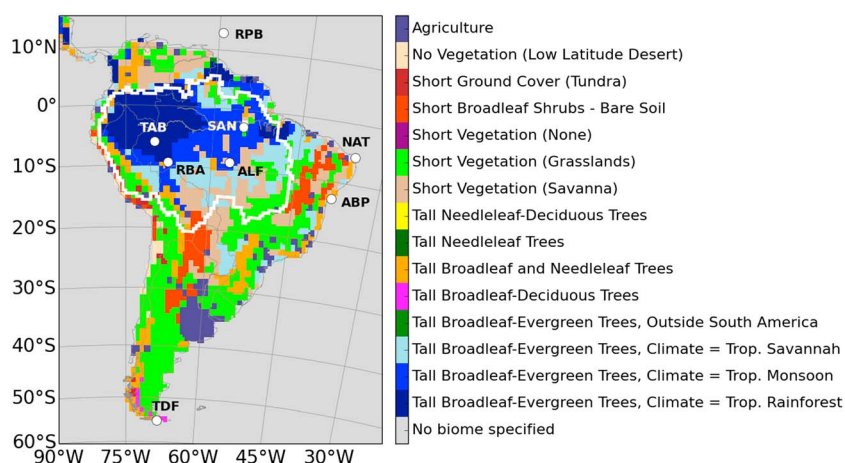 10°N
0°
10°S
20°S
30°S
40°S
50°S
60°S
90°W 75°W 60°W 45°W 30°W
RPB
TAB
SAN
NAT
RBA
ALF
ABP
TDF
Agriculture
No Vegetation (Low Latitude Desert)
Short Ground Cover (Tundra)
Short Broadleaf Shrubs - Bare Soil
Short Vegetation (None)
Short Vegetation (Grasslands)
Short Vegetation (Savanna)
Tall Needleleaf-Deciduous Trees
Tall Needleleaf Trees
Tall Broadleaf and Needleleaf Trees
Tall Broadleaf-Deciduous Trees
Tall Broadleaf-Evergreen Trees, Outside South America
Tall Broadleaf-Evergreen Trees, Climate = Trop. Savannah
Tall Broadleaf-Evergreen Trees, Climate = Trop. Monsoon
Tall Broadleaf-Evergreen Trees, Climate = Trop. Rainforest
No biome specified